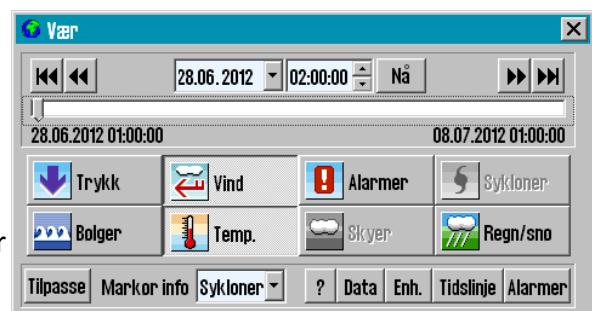 Vær
28.06.2012 02:00:00 Nå
28.06.2012 01:00:00 08.07.2012 01:00:00
Trykk Vind Alarmer Sykloner
r
Bolger Temp. Skyer Regn/sno
Tilpasse Markor info Sykloner ? Data Enh. Tidslinje Alarmer